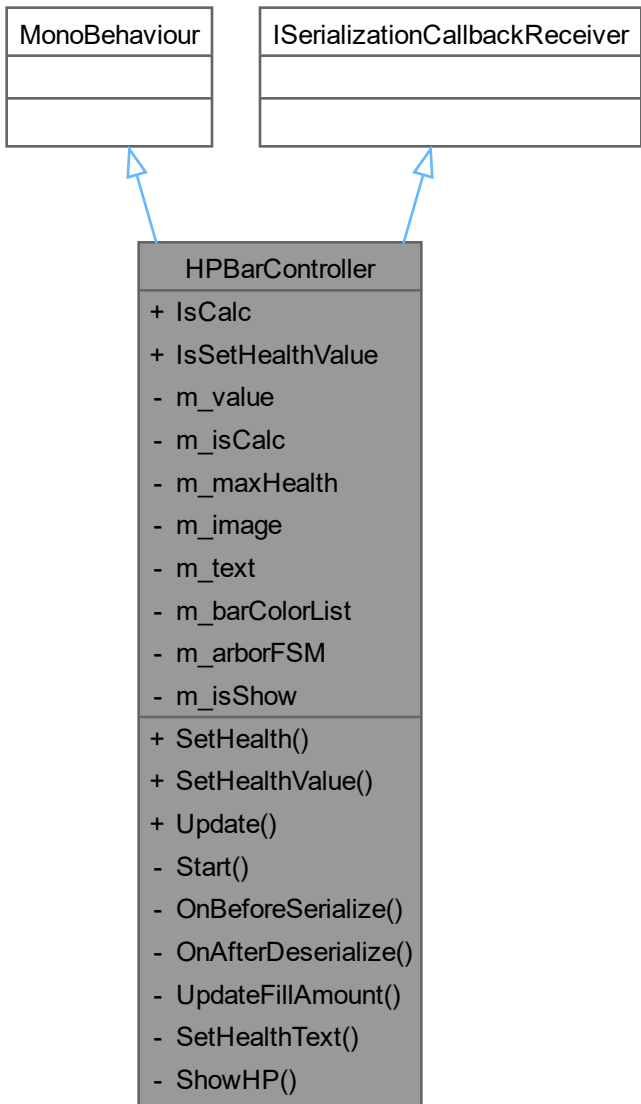 MonoBehaviour
ISerializationCallbackReceiver
HPBarController
+ IsCalc
+ IsSetHealthValue
- m_value
- m_isCalc
- m_maxHealth
- m_image
- m_text
- m_barColorList
- m_arborFSM
- m_isShow
+ SetHealth()
+ SetHealthValue()
+ Update()
- Start()
- OnBeforeSerialize()
- OnAfterDeserialize()
- UpdateFillAmount()
- SetHealthText()
- ShowHP()